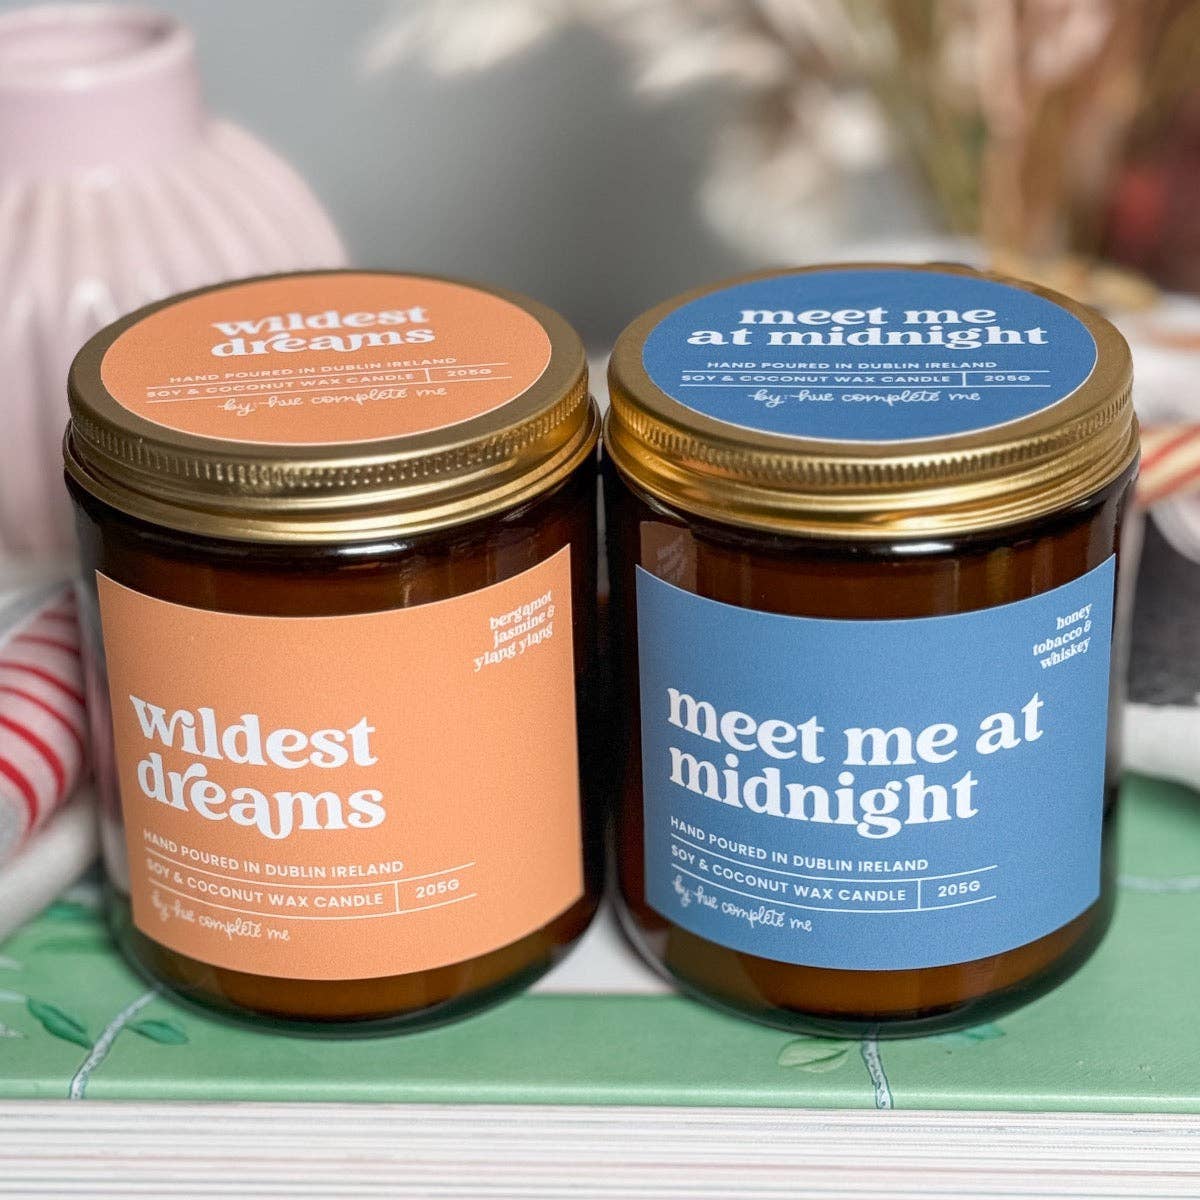 wildest
dreams
HAND POURED IN DUBLIN IRELAND
SOY & COCONUT WAX CANDLE 205G
by: hue complete me
meet me
at midnight
HAND POURED IN DUBLIN IRELAND
SOY & COCONUT WAX CANDLE 205G
by: hue complete me
bergamot
jasmine &
ylang ylang
wildest
dreams
HAND POURED IN DUBLIN IRELAND
SOY & COCONUT WAX CANDLE 205G
by: hue complete me
honey
tobacco &
whiskey
meet me at
midnight
HAND POURED IN DUBLIN IRELAND
SOY & COCONUT WAX CANDLE 205G
by: hue complete me